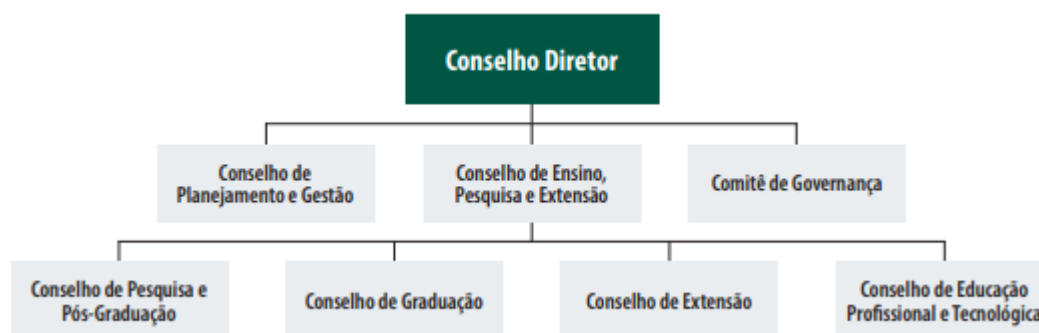 Conselho Diretor
Conselho de
Planejamento e Gestão
Conselho de Ensino,
Pesquisa e Extensão
Comitê de Governança
Conselho de Pesquisa e
Pós-Graduação
Conselho de Graduação
Conselho de Extensão
Conselho de Educação
Profissional e Tecnológica